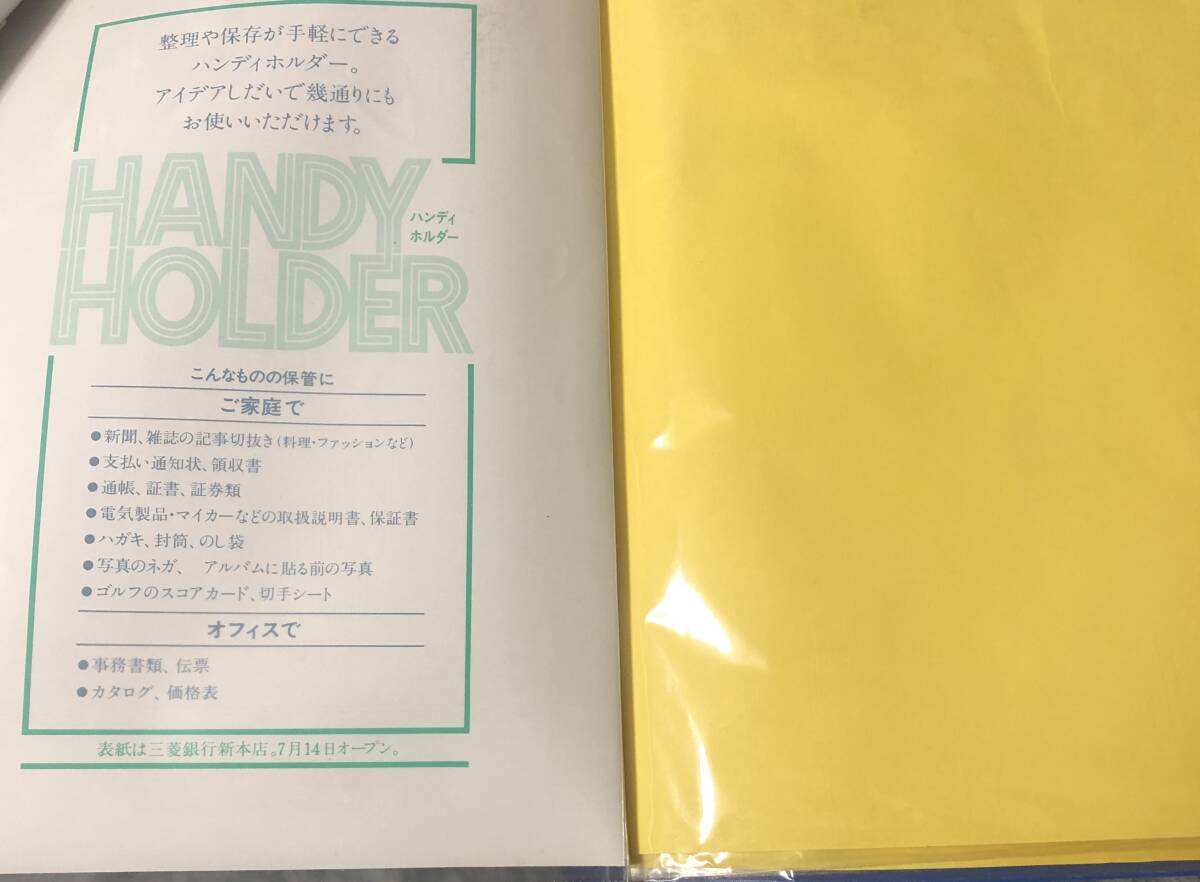 整理や保存が手軽にできる
ハンディホルダー。
アイデアしだいで幾通りにも
お使いいただけます。
HANDY
HOLDER
ハンディ
ホルダー
こんなものの保管に
ご家庭で
●新聞、雑誌の記事切抜き(料理・ファッションなど)
●支払い通知状、領収書
●通帳、証書、証券類
●電気製品・マイカーなどの取扱説明書、保証書
●ハガキ、封筒、のし袋
●写真のネガ、 アルバムに貼る前の写真
●ゴルフのスコアカード、切手シート
オフィスで
●事務書類、伝票
●カタログ、価格表
表紙は三菱銀行新本店。7月14日オープン。